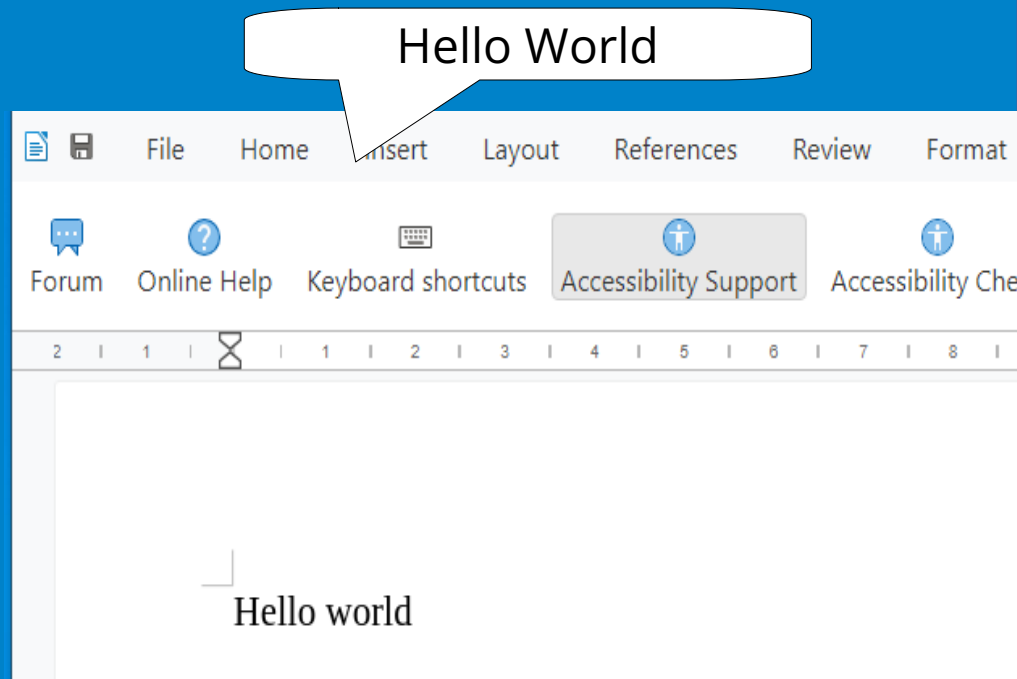 Hello World
File Home Insert Layout References Review Format
Forum Online Help Keyboard shortcuts Accessibility Support Accessibility Che
2 1 1 2 3 4 5 6 7 8
Hello world